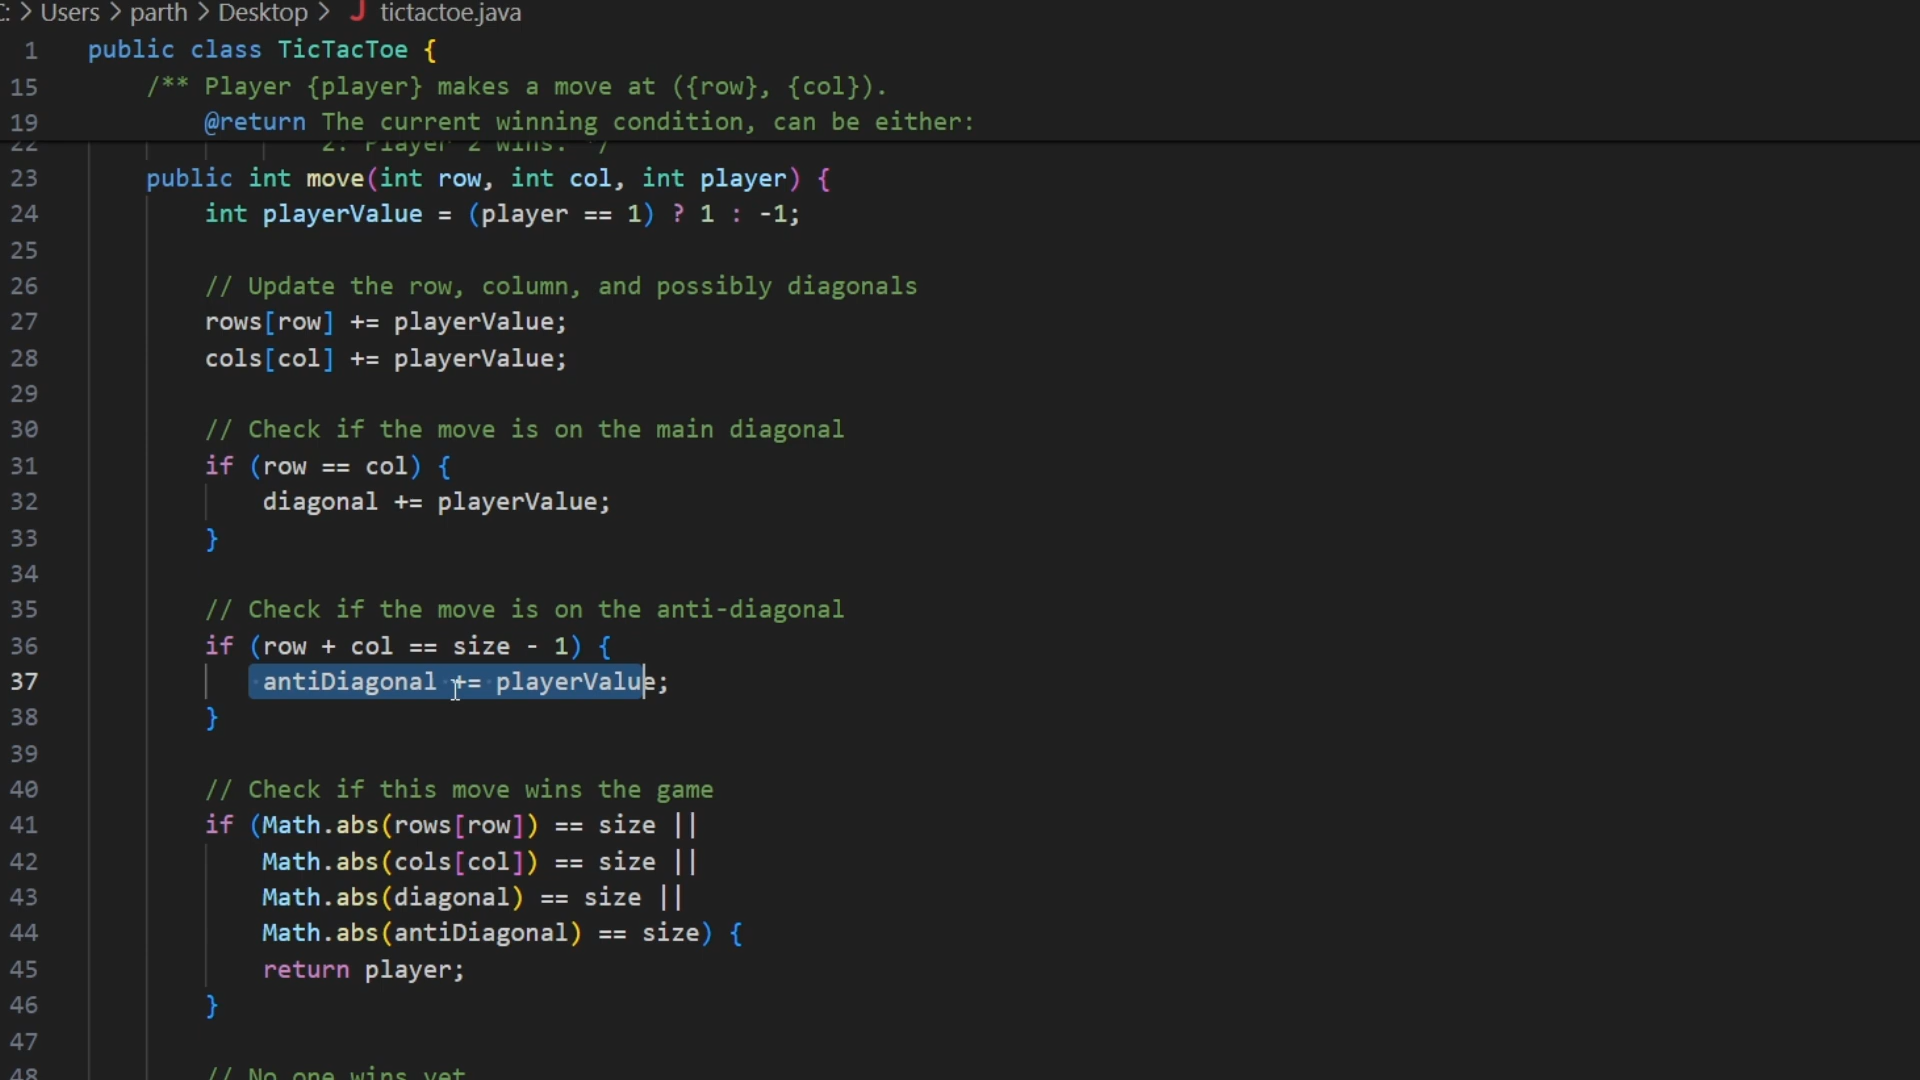 C: > Users > parth > Desktop > J tictactoe.java
1 public class TicTacToe {
15 /** Player {player} makes a move at ({row}, {col}).
19 @return The current winning condition, can be either:
22 2: Player 2 wins. */
23 public int move(int row, int col, int player) {
24 int playerValue = (player == 1) ? 1 : -1;
25
26 // Update the row, column, and possibly diagonals
27 rows[row] += playerValue;
28 cols[col] += playerValue;
29
30 // Check if the move is on the main diagonal
31 if (row == col) {
32 diagonal += playerValue;
33 }
34
35 // Check if the move is on the anti-diagonal
36 if (row + col == size - 1) {
37 antiDiagonal += playerValue;
38 }
39
40 // Check if this move wins the game
41 if (Math.abs(rows[row]) == size ||
42 Math.abs(cols[col]) == size ||
43 Math.abs(diagonal) == size ||
44 Math.abs(antiDiagonal) == size) {
45 return player;
46 }
47
48 // No one wins yet